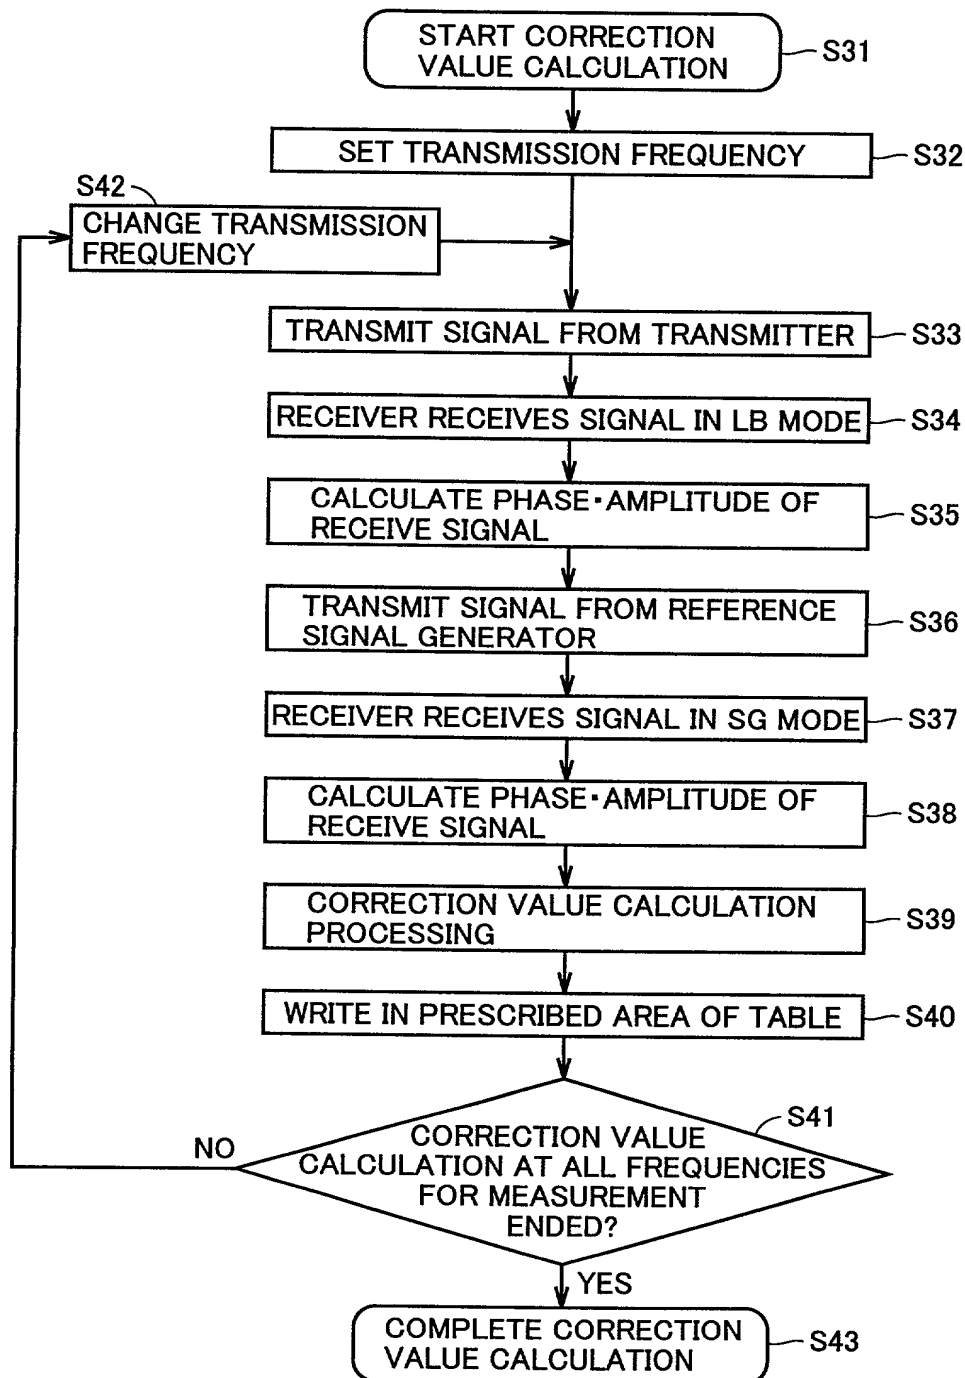 START CORRECTION
VALUE CALCULATION
S31
SET TRANSMISSION FREQUENCY
S32
S42
CHANGE TRANSMISSION
FREQUENCY
TRANSMIT SIGNAL FROM TRANSMITTER
S33
RECEIVER RECEIVES SIGNAL IN LB MODE
S34
CALCULATE PHASE・AMPLITUDE OF
RECEIVE SIGNAL
S35
TRANSMIT SIGNAL FROM REFERENCE
SIGNAL GENERATOR
S36
RECEIVER RECEIVES SIGNAL IN SG MODE
S37
CALCULATE PHASE・AMPLITUDE OF
RECEIVE SIGNAL
S38
CORRECTION VALUE CALCULATION
PROCESSING
S39
WRITE IN PRESCRIBED AREA OF TABLE
S40
S41
NO
CORRECTION VALUE
CALCULATION AT ALL FREQUENCIES
FOR MEASUREMENT
ENDED?
YES
COMPLETE CORRECTION
VALUE CALCULATION
S43